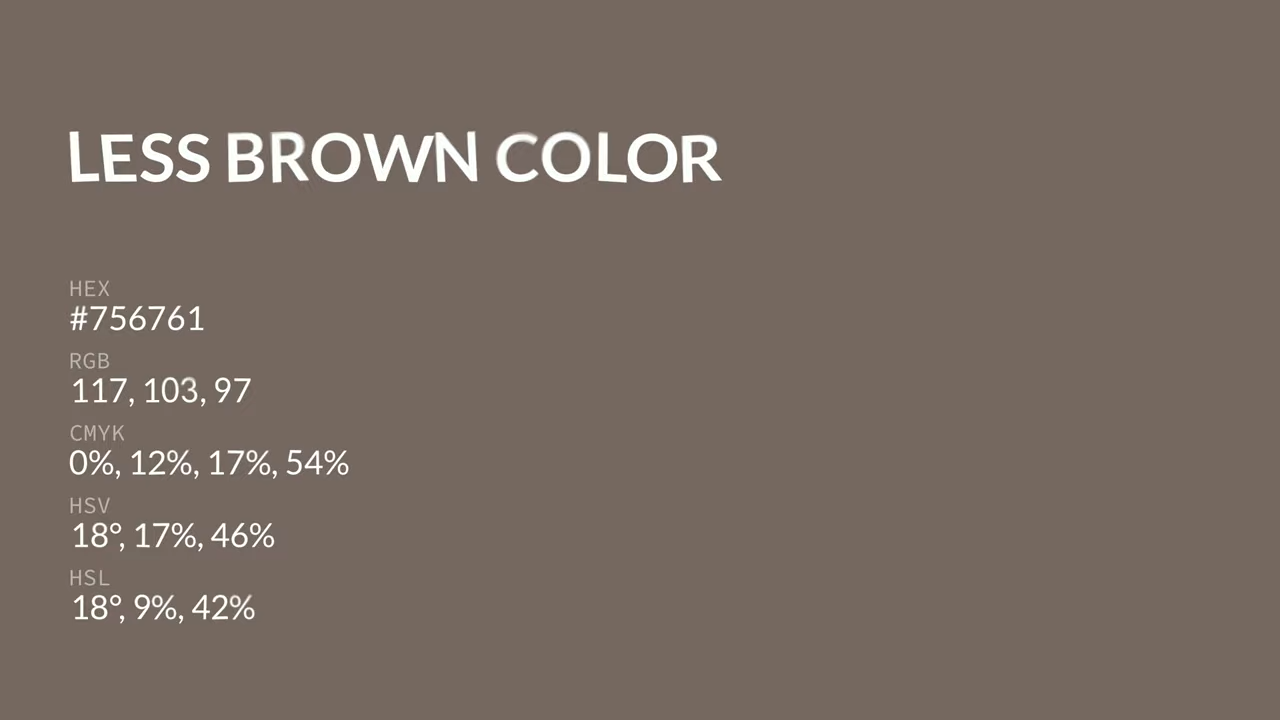 LESS BROWN COLOR
HEX
#756761
RGB
117, 103, 97
CMYK
0%, 12%, 17%, 54%
HSV
18°, 17%, 46%
HSL
18°, 9%, 42%